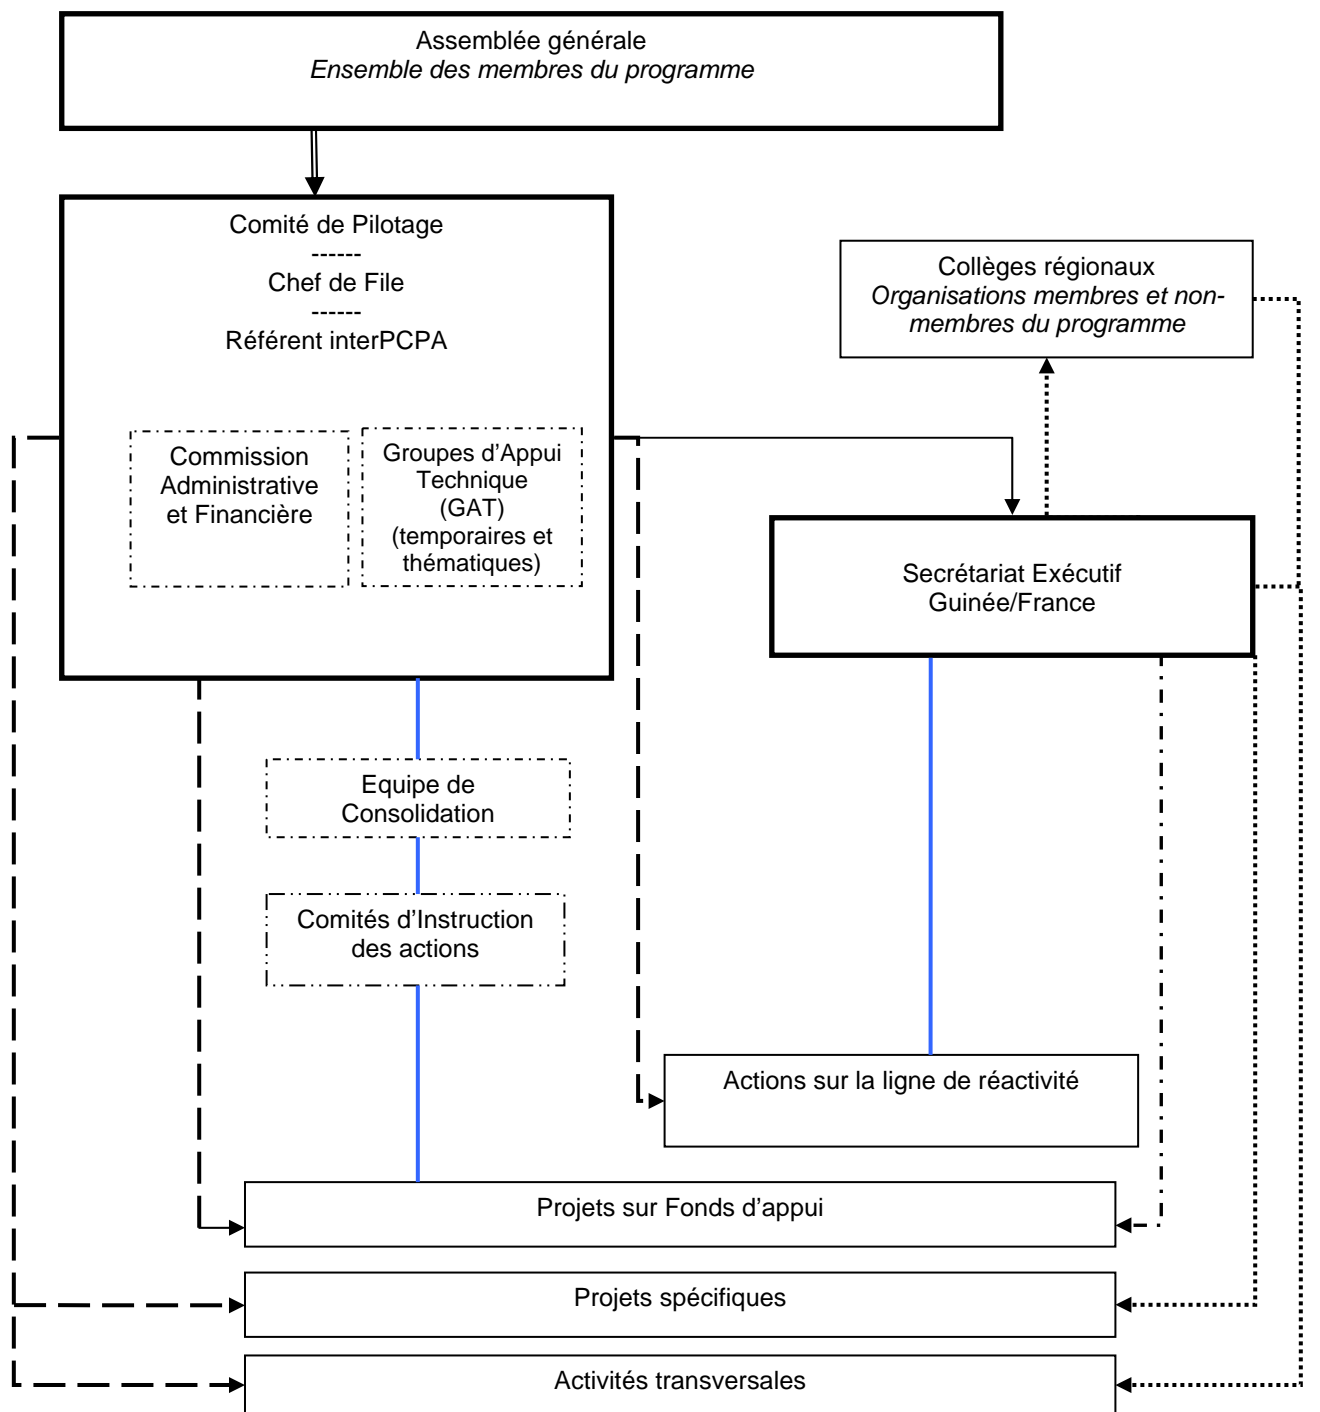 Assemblée générale
Ensemble des membres du programme
Comité de Pilotage
------
Chef de File
------
Référent interPCPA
Collèges régionaux
Organisations membres et non-
membres du programme
Commission
Administrative
et Financière
Groupes d’Appui
Technique
(GAT)
(temporaires et
thématiques)
Secrétariat Exécutif
Guinée/France
Equipe de
Consolidation
Comités d’Instruction
des actions
Actions sur la ligne de réactivité
Projets sur Fonds d’appui
Projets spécifiques
Activités transversales